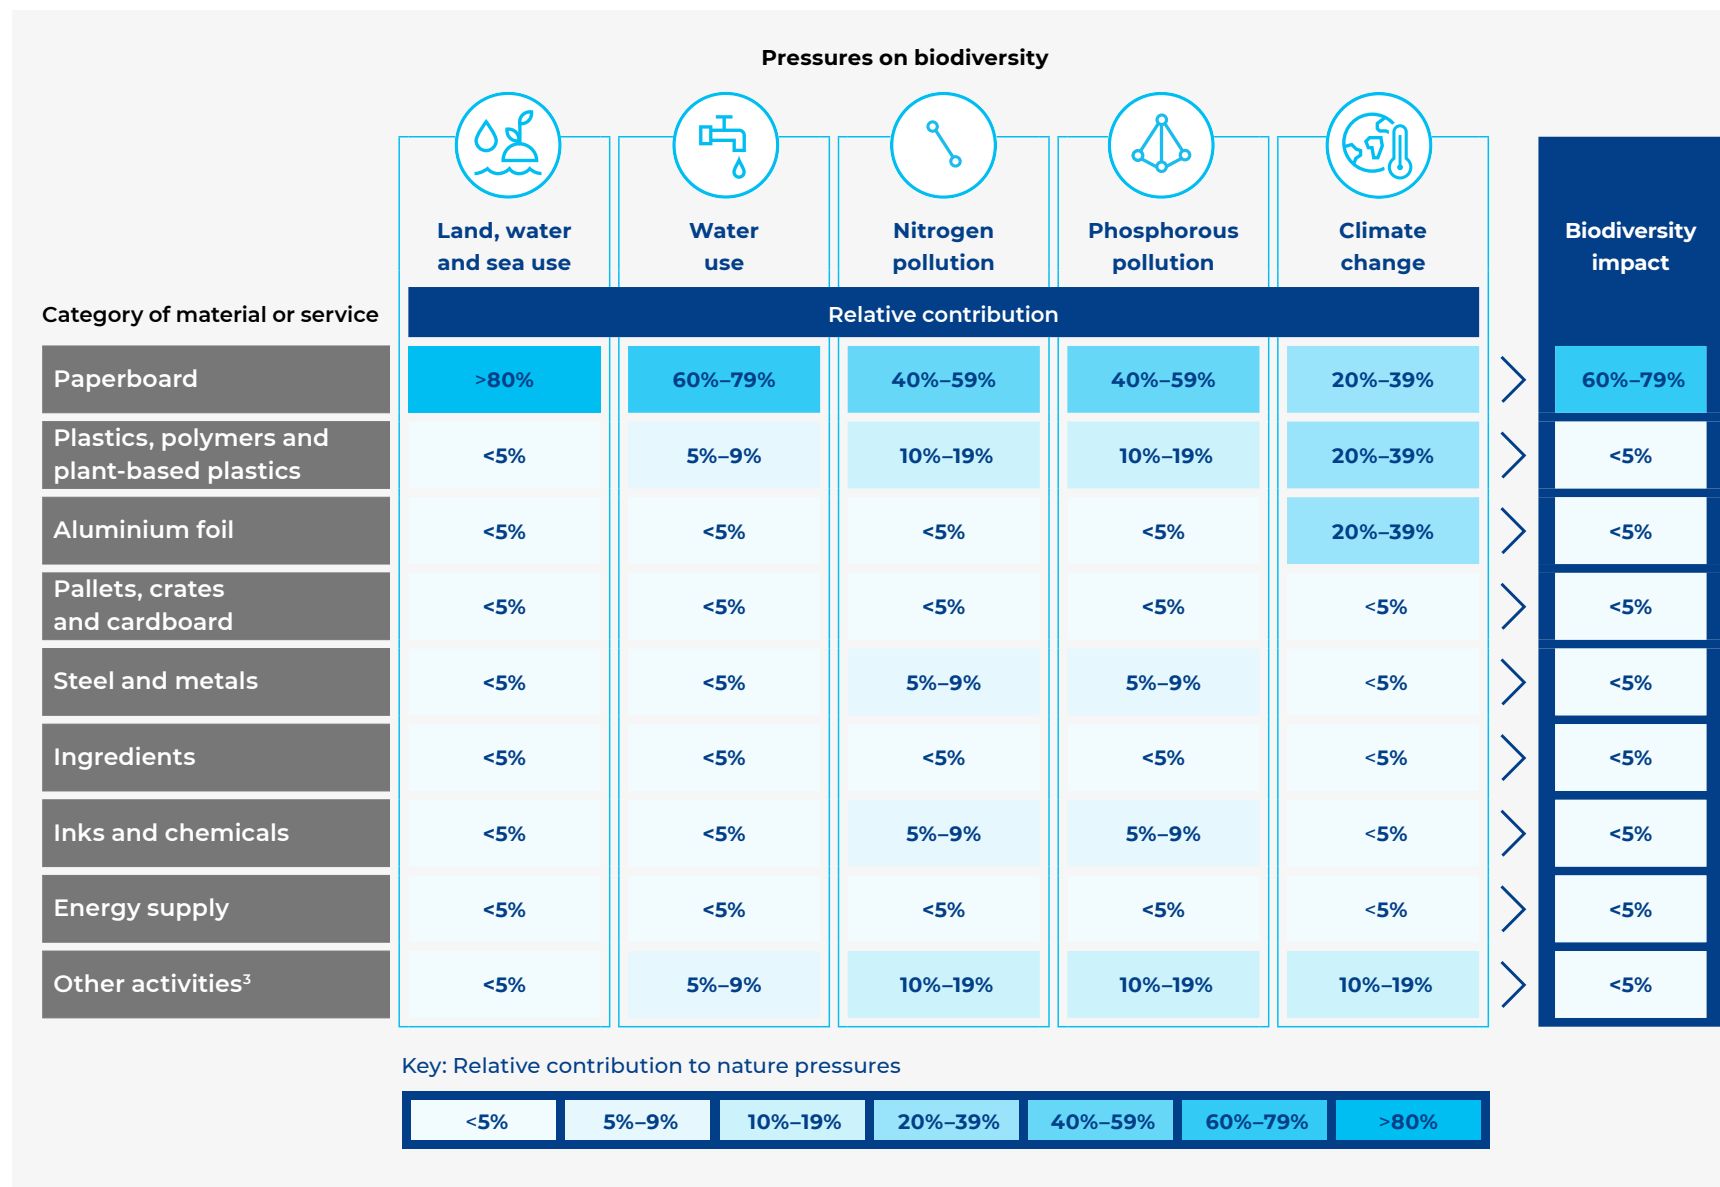 Pressures on biodiversity
Land, water
and sea use
Water
use
Nitrogen
pollution
Phosphorous
pollution
Climate
change
Biodiversity
impact
Category of material or service
Relative contribution
Paperboard >80% 60%–79% 40%–59% 40%–59% 20%–39% 60%–79%
Plastics, polymers and
plant-based plastics
<5% 5%–9% 10%–19% 10%–19% 20%–39% <5%
Aluminium foil <5% <5% <5% <5% 20%–39% <5%
Pallets, crates
and cardboard
<5% <5% <5% <5% <5% <5%
Steel and metals <5% <5% 5%–9% 5%–9% <5% <5%
Ingredients <5% <5% <5% <5% <5% <5%
Inks and chemicals <5% <5% 5%–9% 5%–9% <5% <5%
Energy supply <5% <5% <5% <5% <5% <5%
Other activities³ <5% 5%–9% 10%–19% 10%–19% 10%–19% <5%
Key: Relative contribution to nature pressures
<5% 5%–9% 10%–19% 20%–39% 40%–59% 60%–79% >80%